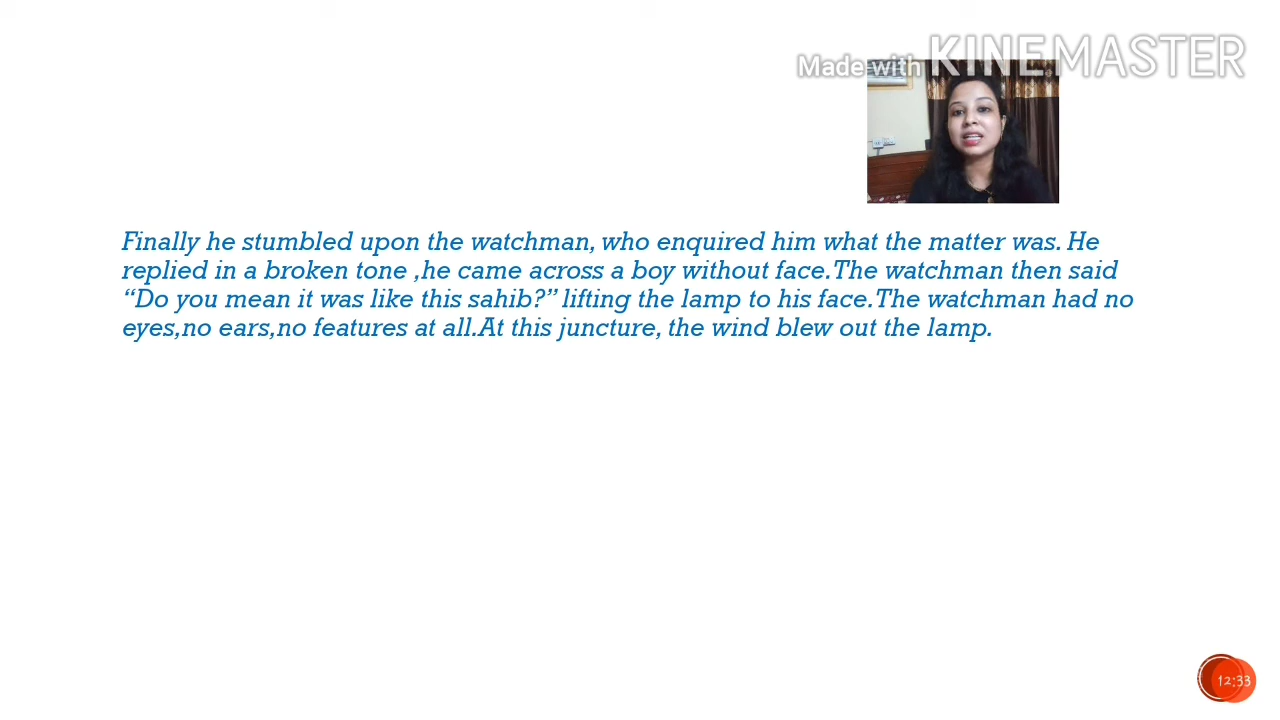 Made with KINEMASTER
Finally he stumbled upon the watchman, who enquired him what the matter was. He
replied in a broken tone ,he came across a boy without face.The watchman then said
“Do you mean it was like this sahib?” lifting the lamp to his face.The watchman had no
eyes,no ears,no features at all.At this juncture, the wind blew out the lamp.
12:33